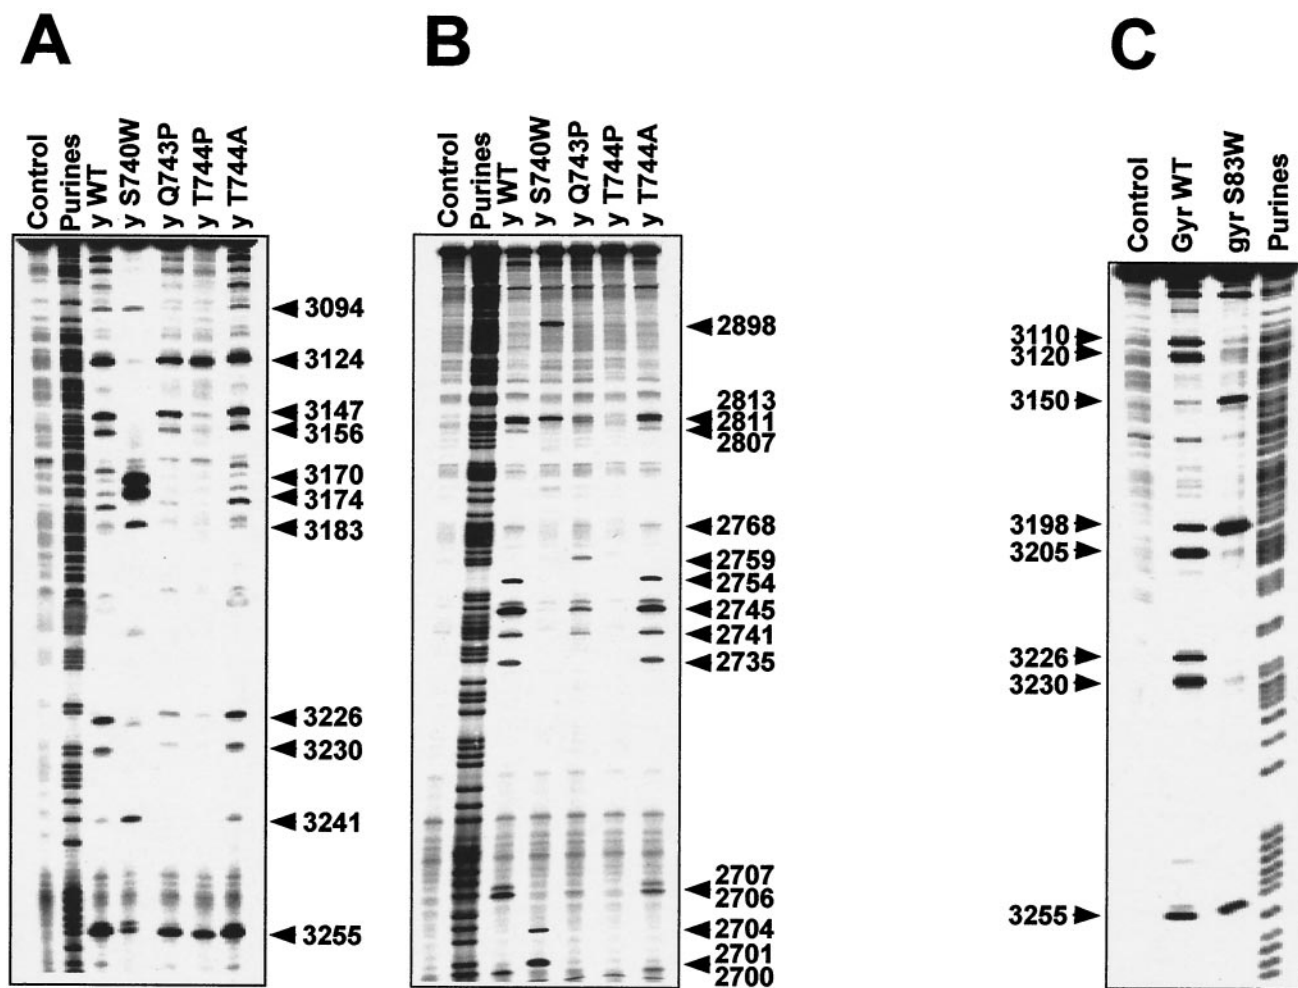 A
B
C
Control
Purines
y WT
y S740W
y Q743P
y T744P
y T744A
Control
Purines
y WT
y S740W
y Q743P
y T744P
y T744A
Control
Gyr WT
gyr S83W
Purines
3094
3124
3147
3156
3170
3174
3183
3226
3230
3241
3255
2898
2813
2811
2807
2768
2759
2754
2745
2741
2735
2707
2706
2704
2701
2700
3110
3120
3150
3198
3205
3226
3230
3255